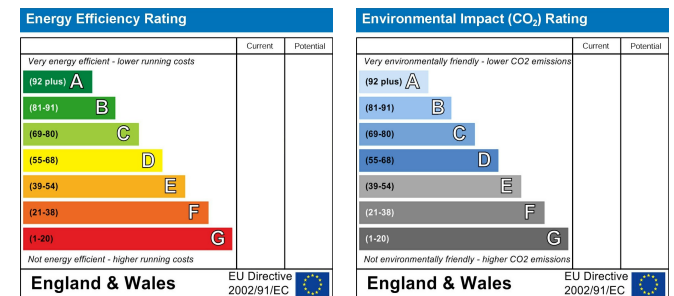 Energy Efficiency Rating
Current Potential
Very energy efficient - lower running costs
(92 plus) A
(81-91) B
(69-80) C
(55-68) D
(39-54) E
(21-38) F
(1-20) G
Not energy efficient - higher running costs
England & Wales
EU Directive
2002/91/EC
Environmental Impact (CO₂) Rating
Current Potential
Very environmentally friendly - lower CO2 emissions
(92 plus) A
(81-91) B
(69-80) C
(55-68) D
(39-54) E
(21-38) F
(1-20) G
Not environmentally friendly - higher CO2 emissions
England & Wales
EU Directive
2002/91/EC